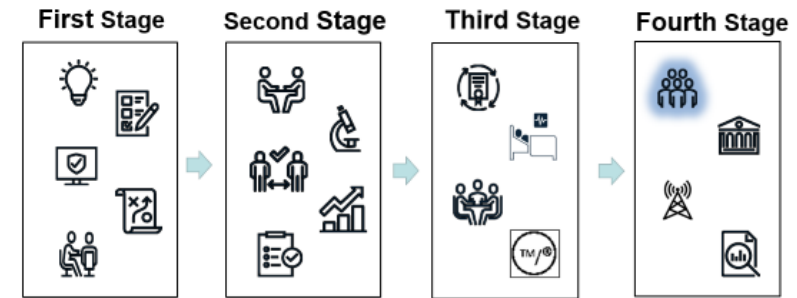 First Stage
Second Stage
Third Stage
Fourth Stage
TM/®